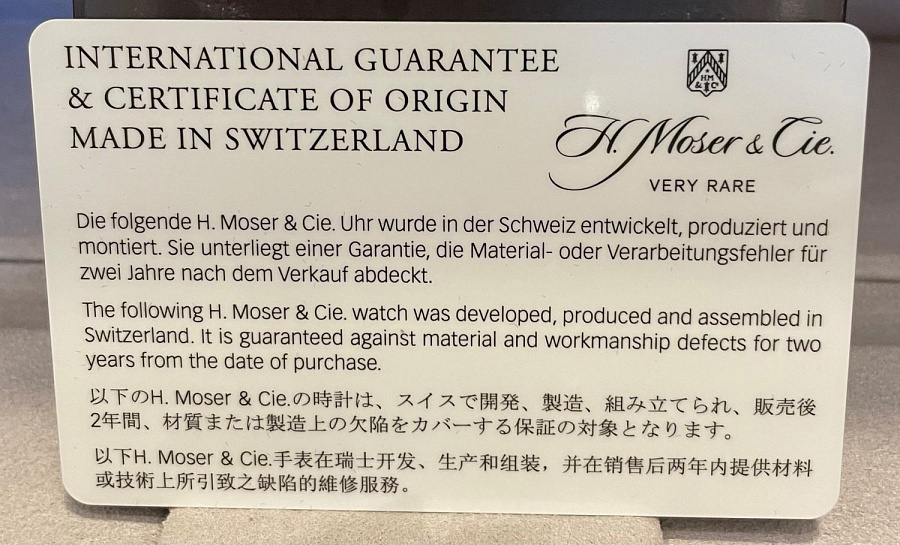 INTERNATIONAL GUARANTEE
& CERTIFICATE OF ORIGIN
MADE IN SWITZERLAND
HM
& Co
H. Moser & Cie.
VERY RARE
Die folgende H. Moser & Cie. Uhr wurde in der Schweiz entwickelt, produziert und
montiert. Sie unterliegt einer Garantie, die Material- oder Verarbeitungsfehler für
zwei Jahre nach dem Verkauf abdeckt.
The following H. Moser & Cie. watch was developed, produced and assembled in
Switzerland. It is guaranteed against material and workmanship defects for two
years from the date of purchase.
以下のH. Moser & Cie.の時計は、スイスで開発、製造、組み立てられ、販売後
2年間、材質または製造上の欠陥をカバーする保証の対象となります。
以下H. Moser & Cie.手表在瑞士开发、生产和组装，并在销售后两年内提供材料
或技術上所引致之缺陷的維修服務。